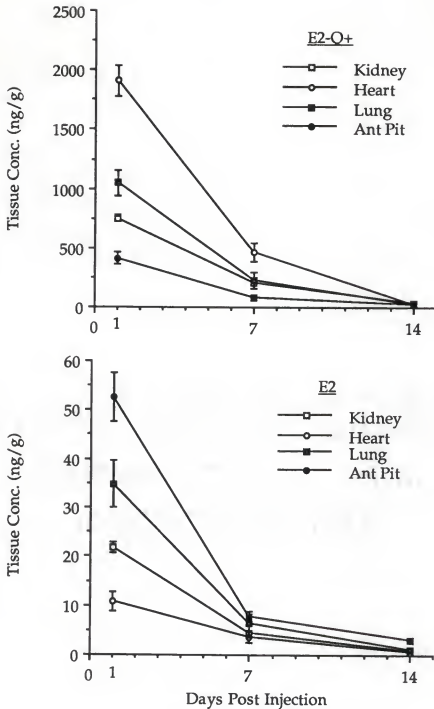 E2-Q+
Kidney
Heart
Lung
Ant Pit
Tissue Conc. (ng/g)
2500
2000
1500
1000
500
0
0 1 7 14
E2
Kidney
Heart
Lung
Ant Pit
Tissue Conc. (ng/g)
60
50
40
30
20
10
0
0 1 7 14
Days Post Injection